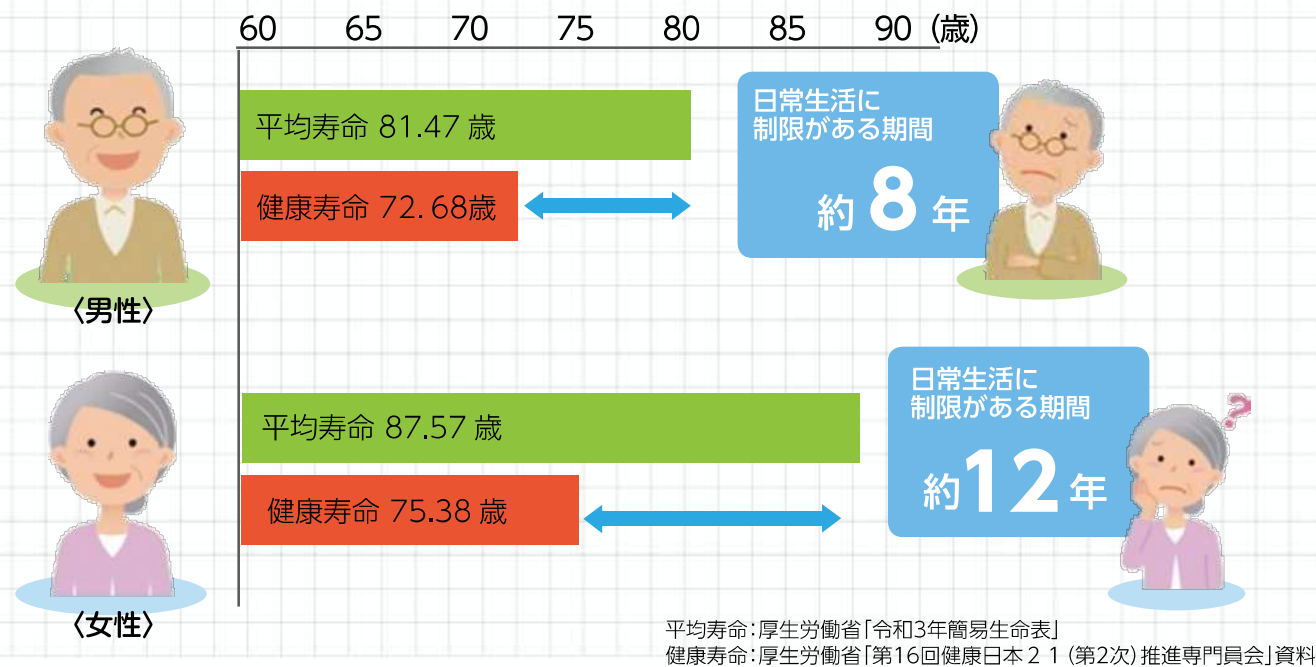 60 65 70 75 80 85 90 (歳)
平均寿命 81.47 歳
健康寿命 72.68歳
日常生活に
制限がある期間
約 8 年
〈男性〉
平均寿命 87.57 歳
健康寿命 75.38 歳
日常生活に
制限がある期間
約12年
?
〈女性〉
平均寿命:厚生労働省「令和3年簡易生命表」
健康寿命:厚生労働省「第16回健康日本21(第2次)推進専門員会」資料